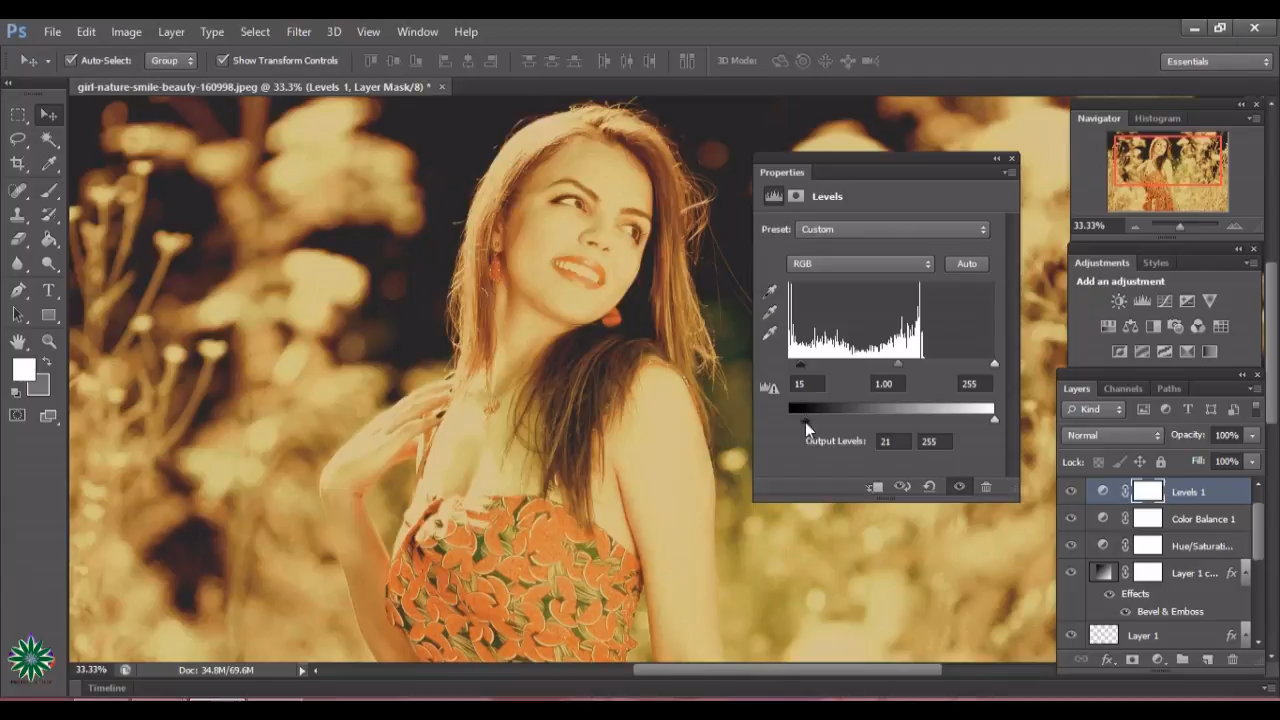 Ps File Edit Image Layer Type Select Filter 3D View Window Help
Auto-Select: Group Show Transform Controls 3D Mode: Essentials
girl-nature-smile-beauty-160998.jpeg @ 33.3% (Levels 1, Layer Mask/8) *
Navigator Histogram
33.33%
Properties
Levels
Preset: Custom
RGB Auto
15 1.00 255
Output Levels: 21 255
Adjustments Styles
Add an adjustment
Layers Channels Paths
Kind
Normal Opacity: 100%
Lock: Fill: 100%
Levels 1
Color Balance 1
Hue/Saturati...
Layer 1 c... fx
Effects
Bevel & Emboss
Layer 1 fx
33.33% Doc: 34.8M/69.6M
Timeline